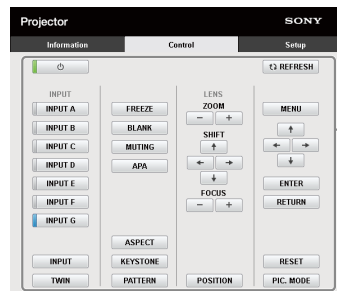 Projector SONY
Information Control Setup
REFRESH
INPUT LENS
INPUT A FREEZE ZOOM MENU
- +
INPUT B BLANK
SHIFT
INPUT C MUTING
INPUT D APA
INPUT E ENTER
FOCUS
INPUT F - + RETURN
INPUT G
ASPECT
INPUT KEYSTONE RESET
TWIN PATTERN POSITION PIC. MODE